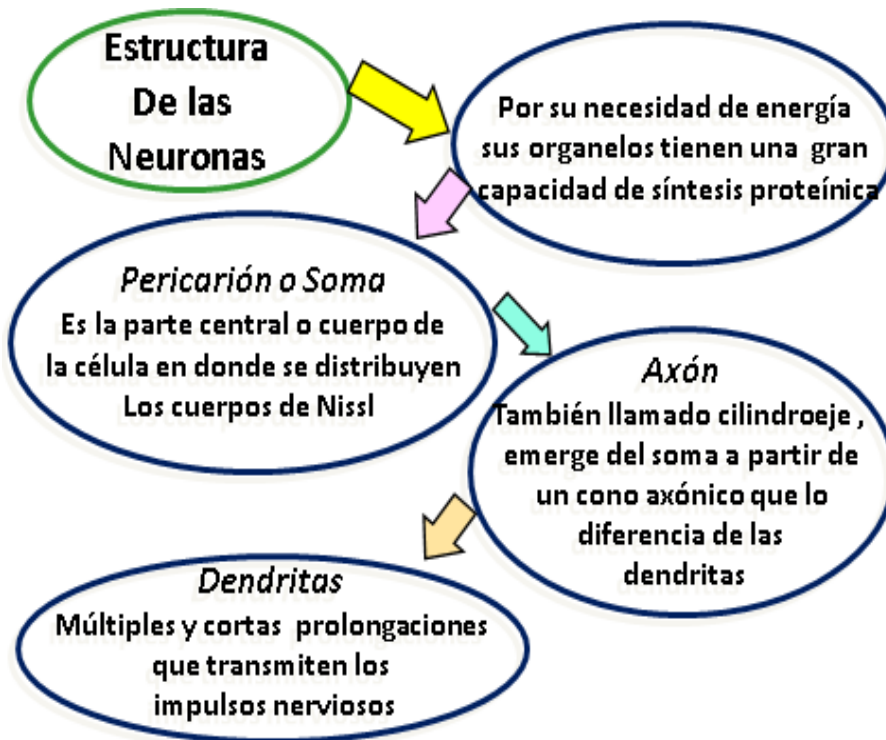 Estructura
De las
Neuronas
Por su necesidad de energía
sus organelos tienen una gran
capacidad de síntesis proteínica
Pericarión o Soma
Es la parte central o cuerpo de
la célula en donde se distribuyen
Los cuerpos de Nissl
Axón
También llamado cilindroeje ,
emerge del soma a partir de
un cono axónico que lo
diferencia de las
dendritas
Dendritas
Múltiples y cortas prolongaciones
que transmiten los
impulsos nerviosos